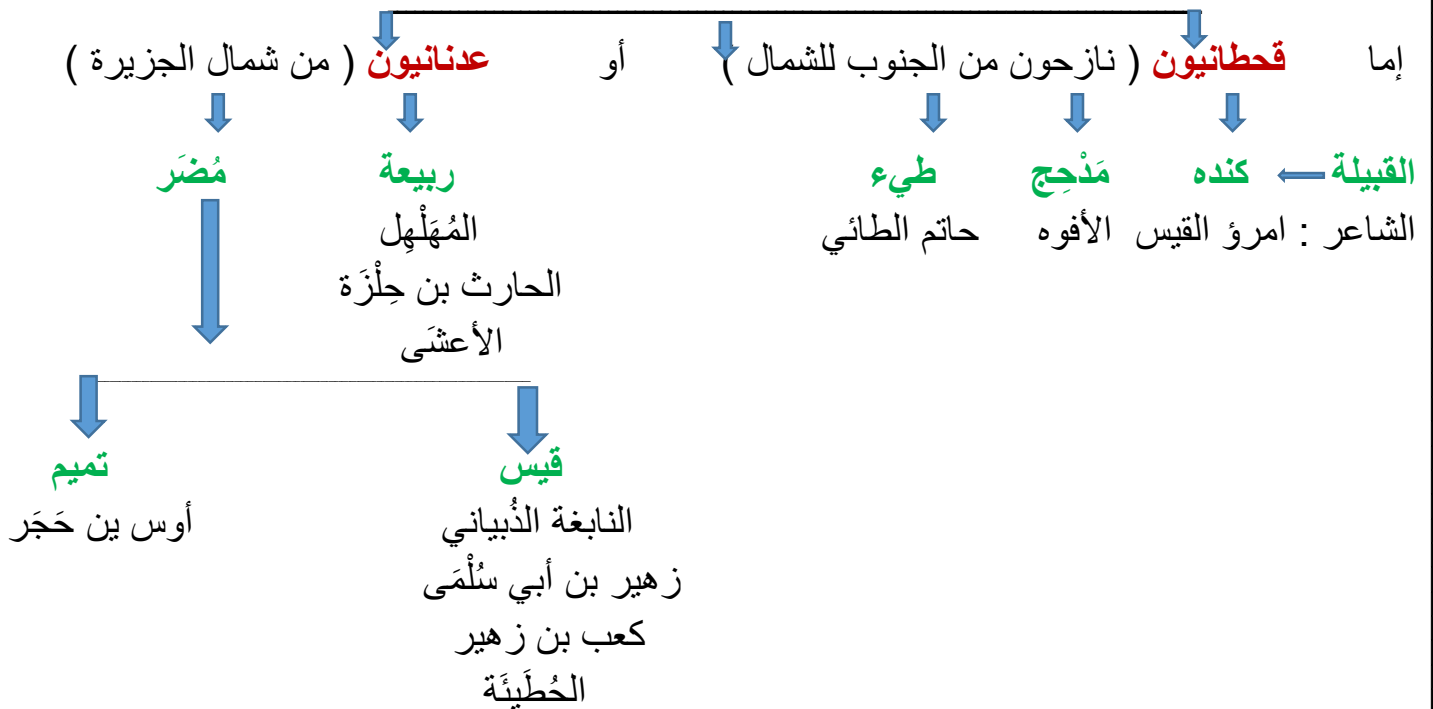 إما قحطانيون ( نازحون من الجنوب للشمال ) أو عدنانيون ( من شمال الجزيرة )
القبيلة كنده مَذْحِج طيء ربيعة مُضَر
الشاعر : امرؤ القيس الأفوه حاتم الطائي المُهَلْهِل
الحارث بن حِلْزَة
الأعشَى
قيس تميم
النابغة الذُبياني أوس ين حَجَر
زهير بن أبي سُلْمَى
كعب بن زهير
الحُطَيئَة